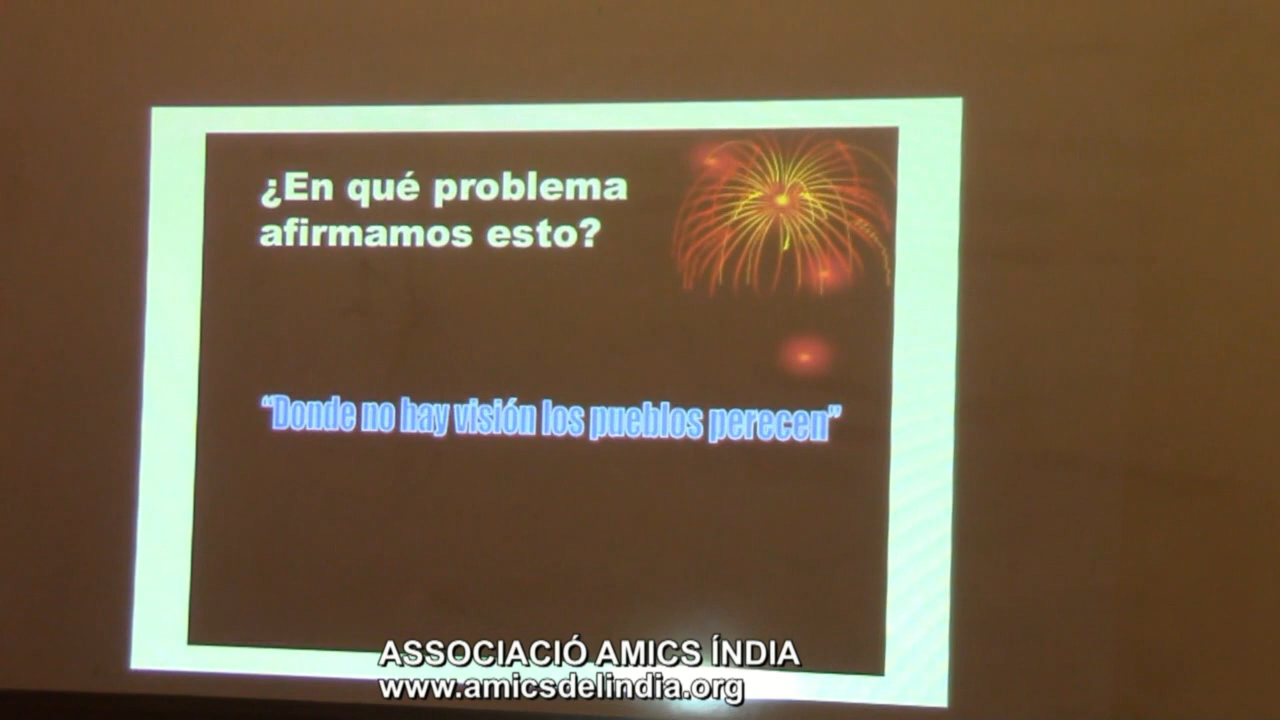 ¿En qué problema
afirmamos esto?
“Donde no hay visión los pueblos perecen”
ASSOCIACIÓ AMICS ÍNDIA
www.amicsdelindia.org